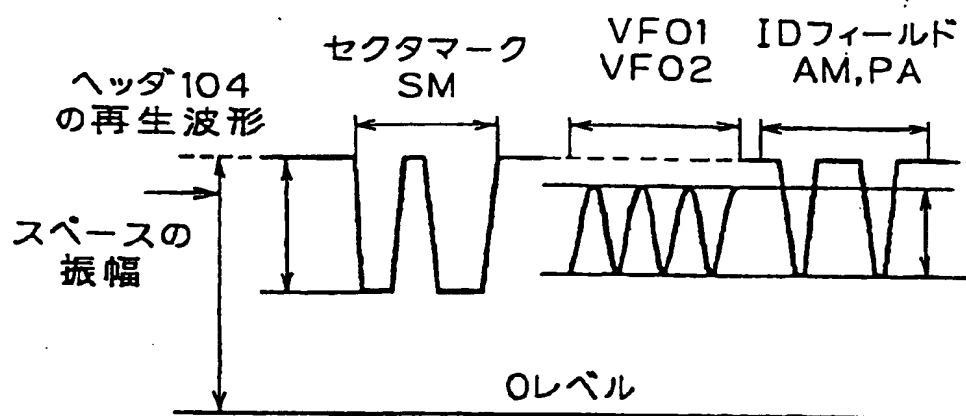 セクタマーク
SM
VFO1
VFO2
IDフィールド
AM,PA
ヘッダ104
の再生波形
スペースの
振幅
0レベル